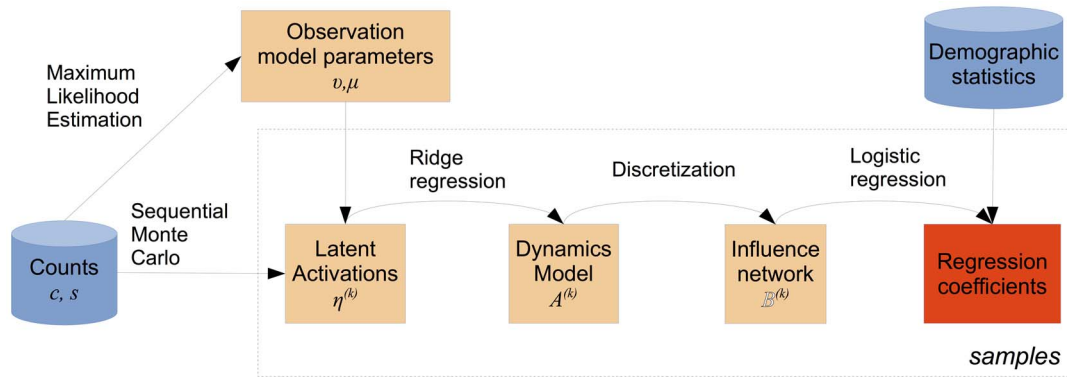 Observation
model parameters
υ,μ
Demographic
statistics
Maximum
Likelihood
Estimation
Ridge
regression
Discretization
Logistic
regression
Sequential
Monte
Carlo
Counts
c, s
Latent
Activations
η(k)
Dynamics
Model
A(k)
Influence
network
𝔹(k)
Regression
coefficients
samples